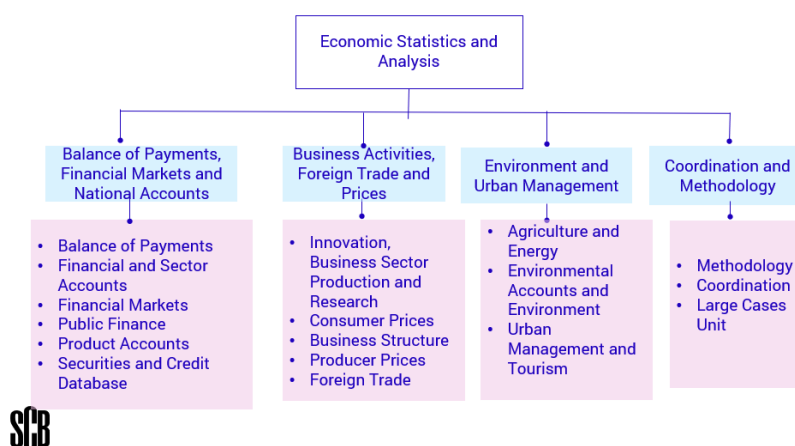 Economic Statistics and
Analysis
Balance of Payments,
Financial Markets and
National Accounts
Business Activities,
Foreign Trade and
Prices
Environment and
Urban Management
Coordination and
Methodology
• Balance of Payments
• Financial and Sector
Accounts
• Financial Markets
• Public Finance
• Product Accounts
• Securities and Credit
Database
• Innovation,
Business Sector
Production and
Research
• Consumer Prices
• Business Structure
• Producer Prices
• Foreign Trade
• Agriculture and
Energy
• Environmental
Accounts and
Environment
• Urban
Management and
Tourism
• Methodology
• Coordination
• Large Cases
Unit
SCB